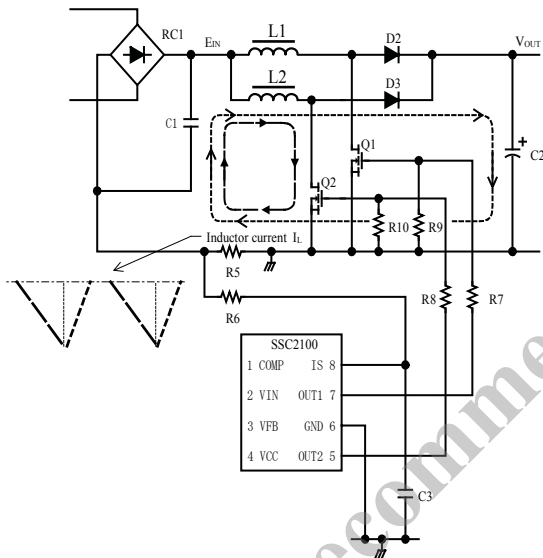 RC1
EIN
L1
D2
VOUT
L2
D3
C1
Q1
C2
Q2
R10
R9
Inductor current IL
R5
R8
R7
R6
SSC2100
1 COMP IS 8
2 VIN OUT1 7
3 VFB GND 6
4 VCC OUT2 5
C3
ecomme